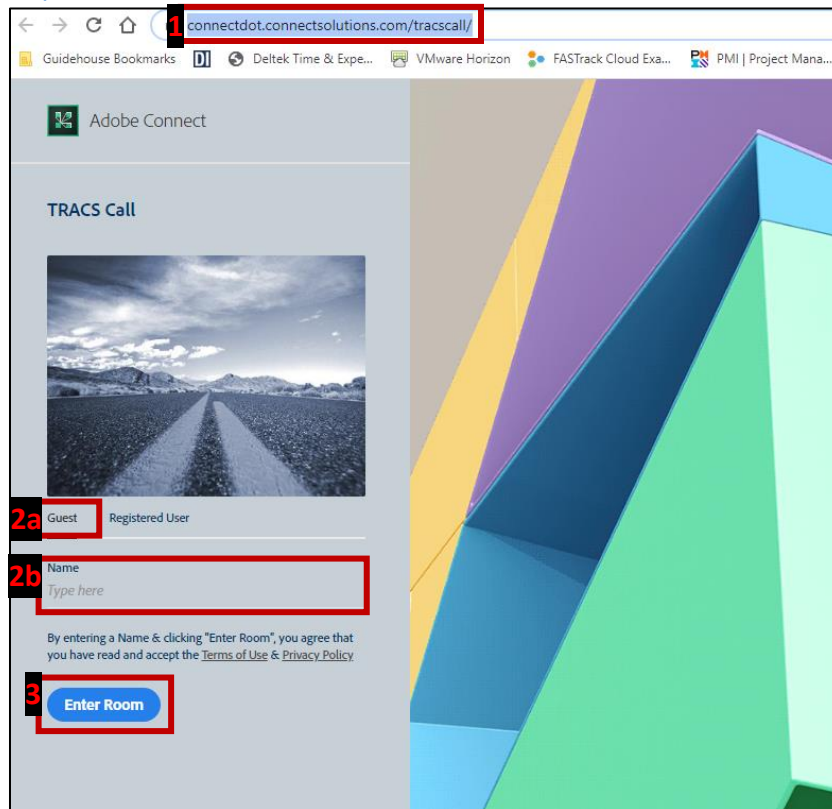 1 connectdot.connectsolutions.com/tracscall/
Guidehouse Bookmarks D Deltek Time & Expe... VMware Horizon FASTrack Cloud Exa... PM PMI | Project Mana...
Adobe Connect
TRACS Call
2a Guest Registered User
2b Name
Type here
By entering a Name & clicking "Enter Room", you agree that
you have read and accept the Terms of Use & Privacy Policy
3 Enter Room